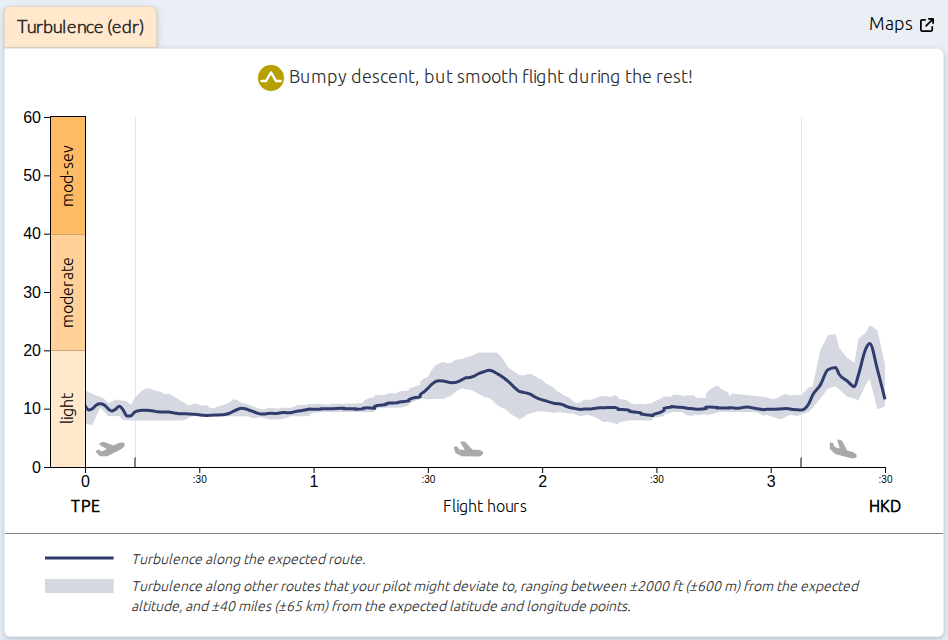 Turbulence (edr)
Maps
Bumpy descent, but smooth flight during the rest!
60
50
40
30
20
10
0
mod-sev
moderate
light
0 :30 1 :30 2 :30 3 :30
TPE Flight hours HKD
Turbulence along the expected route.
Turbulence along other routes that your pilot might deviate to, ranging between ±2000 ft (±600 m) from the expected
altitude, and ±40 miles (±65 km) from the expected latitude and longitude points.